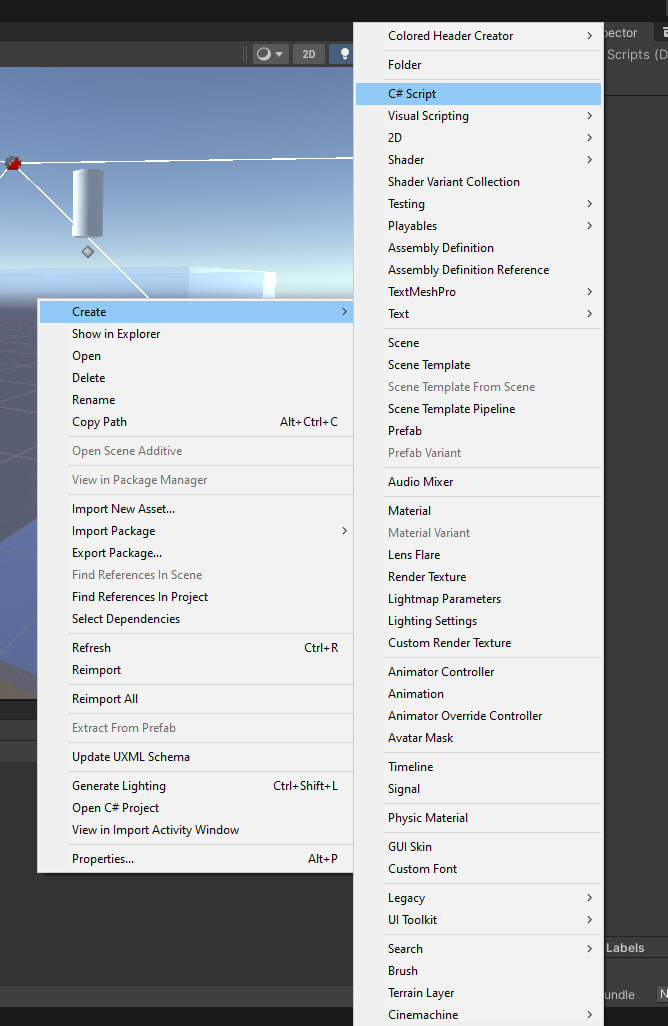 2D
pector
Scripts (D
Create
Show in Explorer
Open
Delete
Rename
Copy Path Alt+Ctrl+C
Open Scene Additive
View in Package Manager
Import New Asset...
Import Package
Export Package...
Find References In Scene
Find References In Project
Select Dependencies
Refresh Ctrl+R
Reimport
Reimport All
Extract From Prefab
Update UXML Schema
Generate Lighting Ctrl+Shift+L
Open C# Project
View in Import Activity Window
Properties... Alt+P
Colored Header Creator
Folder
C# Script
Visual Scripting
2D
Shader
Shader Variant Collection
Testing
Playables
Assembly Definition
Assembly Definition Reference
TextMeshPro
Text
Scene
Scene Template
Scene Template From Scene
Scene Template Pipeline
Prefab
Prefab Variant
Audio Mixer
Material
Material Variant
Lens Flare
Render Texture
Lightmap Parameters
Lighting Settings
Custom Render Texture
Animator Controller
Animation
Animator Override Controller
Avatar Mask
Timeline
Signal
Physic Material
GUI Skin
Custom Font
Legacy
UI Toolkit
Search
Brush
Terrain Layer
Cinemachine
Labels
undle N